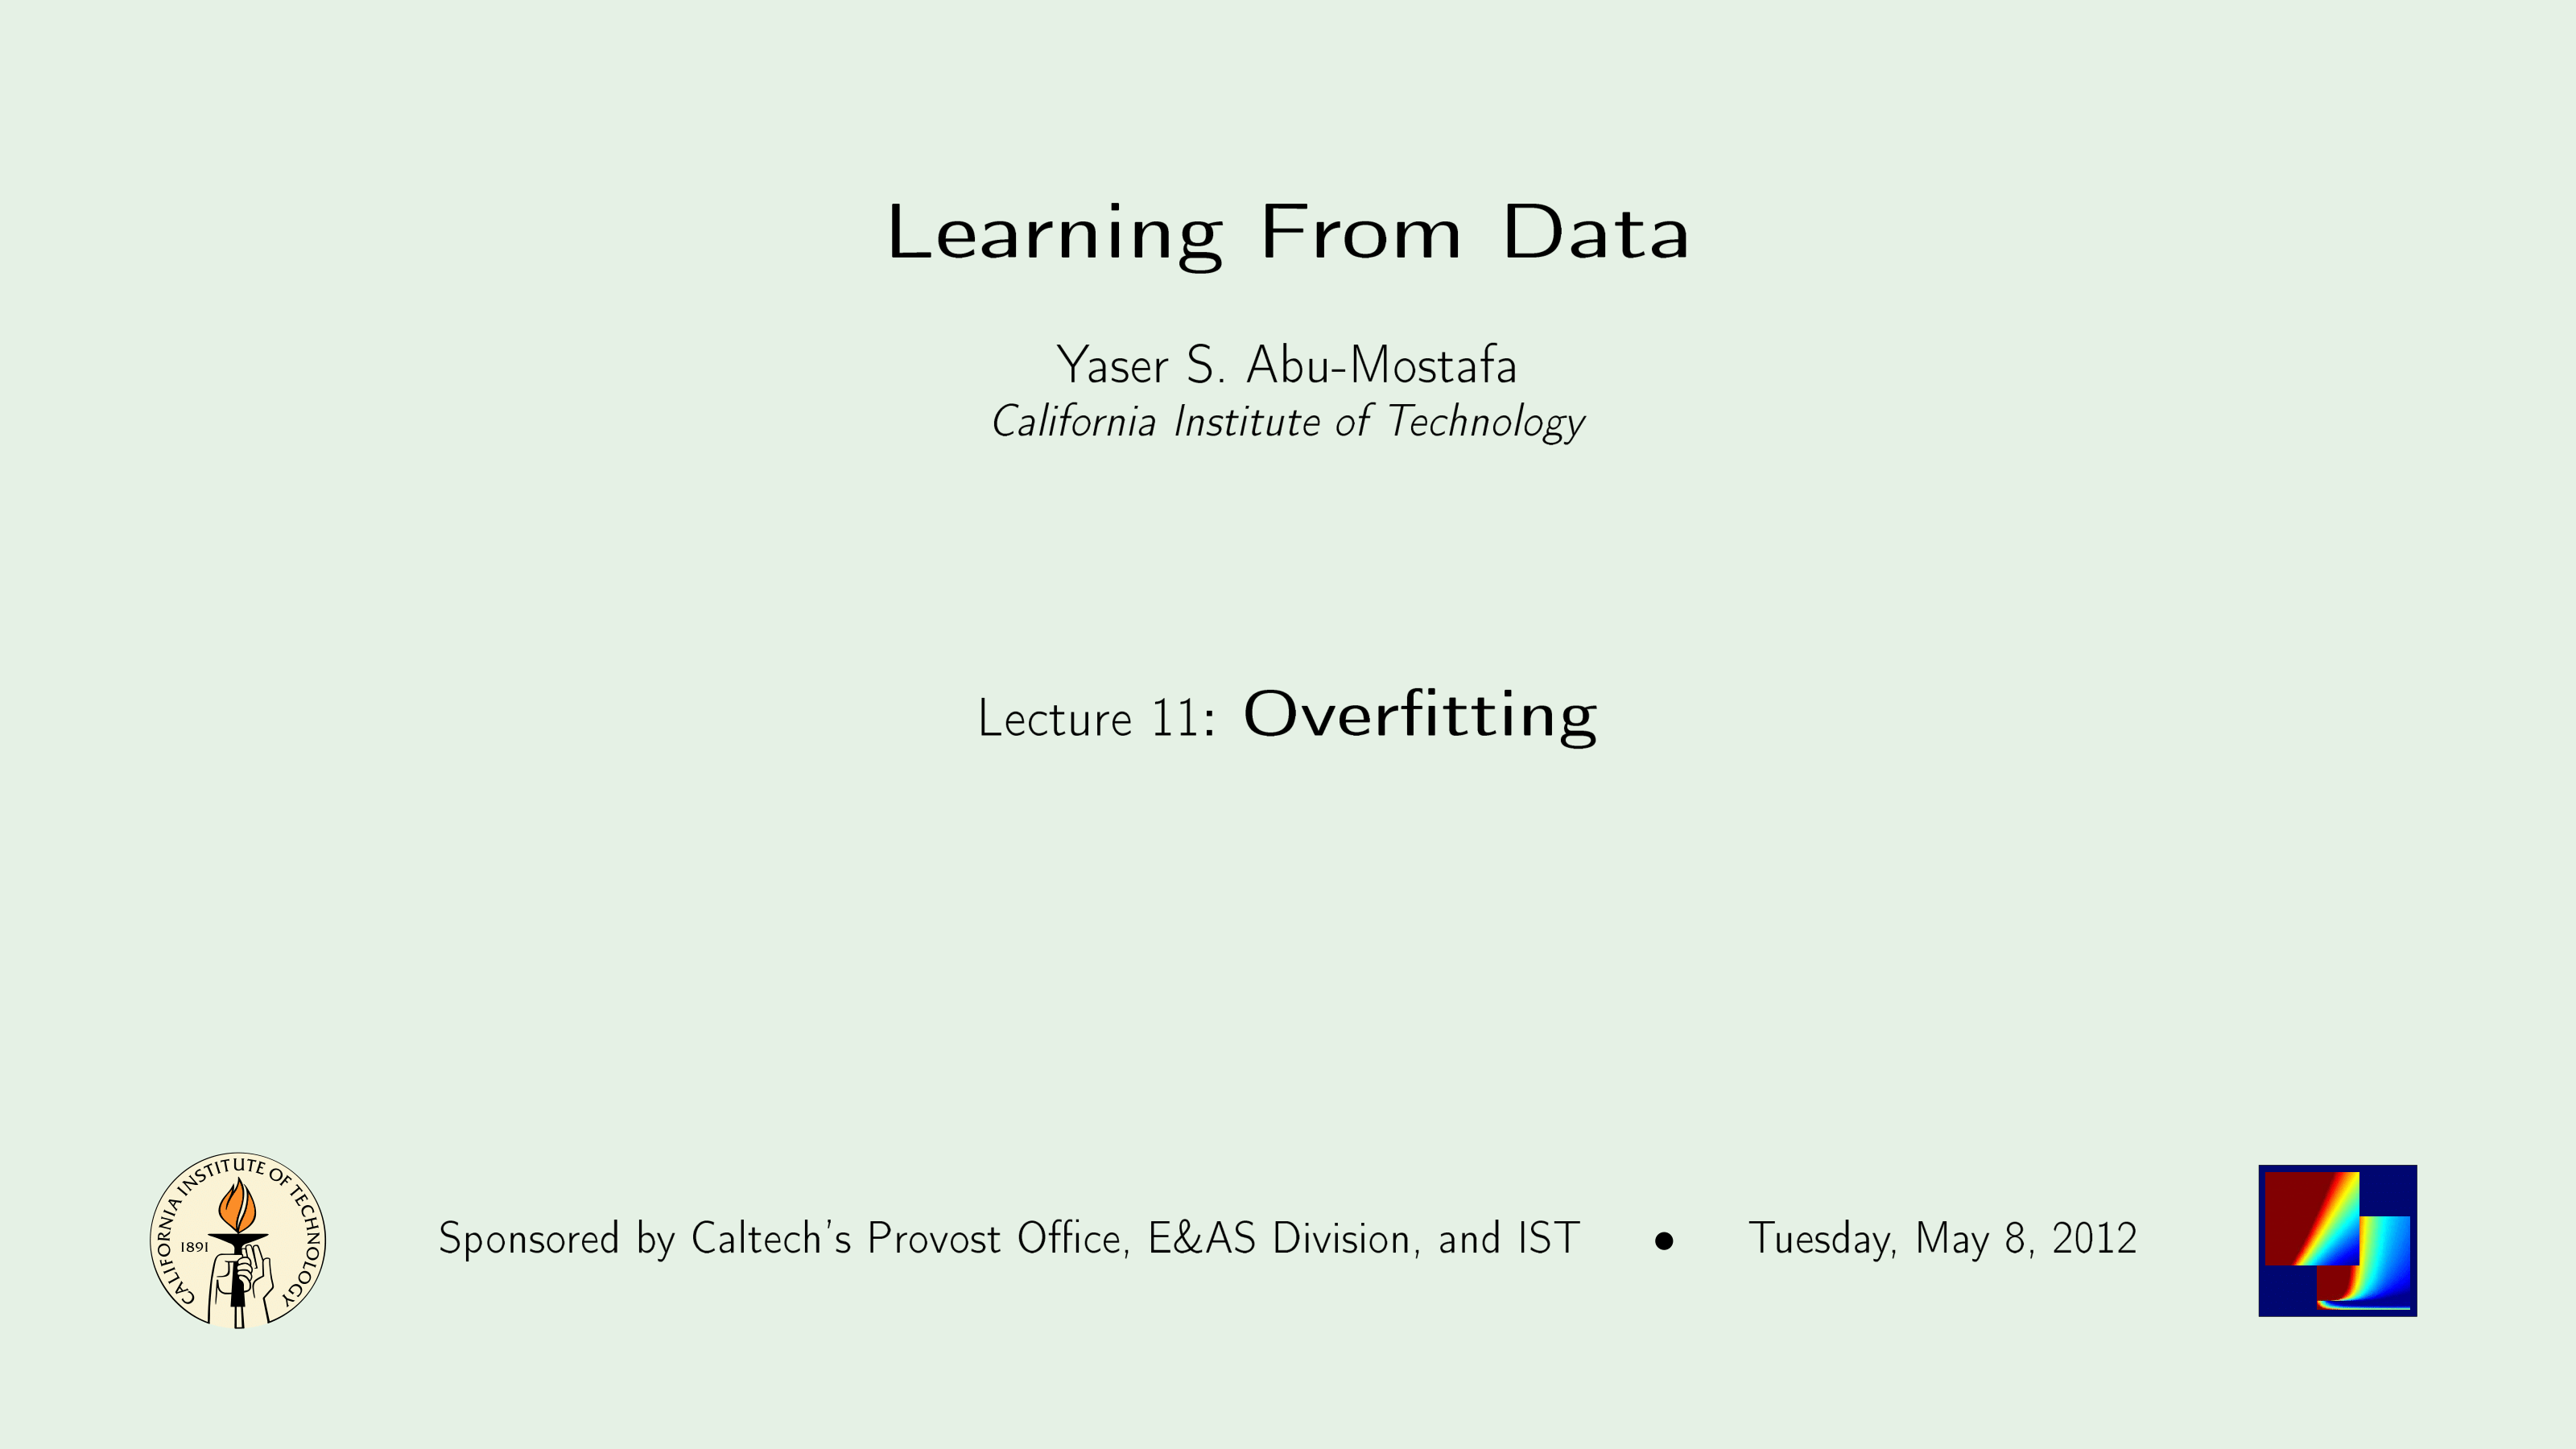 Learning From Data
Yaser S. Abu-Mostafa
California Institute of Technology
Lecture 11: Overfitting
CALIFORNIA INSTITUTE OF TECHNOLOGY
1891
Sponsored by Caltech's Provost Office, E&AS Division, and IST • Tuesday, May 8, 2012